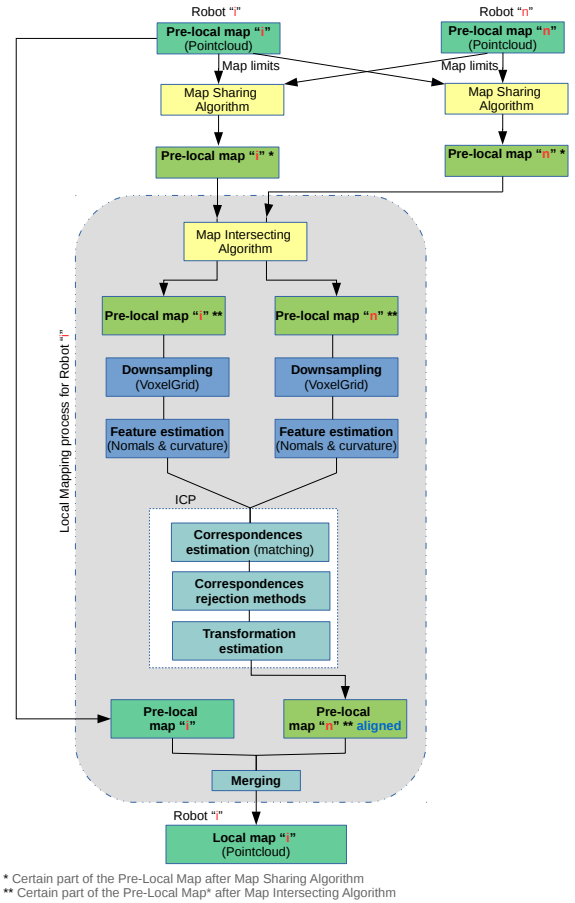 Robot “i”
Robot “n”
Pre-local map “i”
(Pointcloud)
Pre-local map “n”
(Pointcloud)
Map limits
Map limits
Map Sharing
Algorithm
Map Sharing
Algorithm
Pre-local map “i” *
Pre-local map “n” *
Local Mapping process for Robot “i”
Map Intersecting
Algorithm
Pre-local map “i” **
Pre-local map “n” **
Downsampling
(VoxelGrid)
Downsampling
(VoxelGrid)
Feature estimation
(Nomals & curvature)
Feature estimation
(Nomals & curvature)
ICP
Correspondences
estimation (matching)
Correspondences
rejection methods
Transformation
estimation
Pre-local
map “i”
Pre-local
map “n” ** aligned
Merging
Robot “i”
Local map “i”
(Pointcloud)
* Certain part of the Pre-Local Map after Map Sharing Algorithm
** Certain part of the Pre-Local Map* after Map Intersecting Algorithm